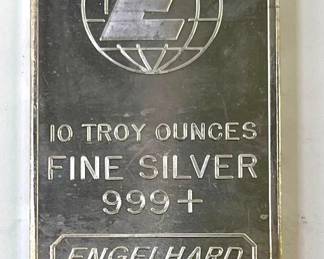 E
10 TROY OUNCES
FINE SILVER
999+
ENGELHARD